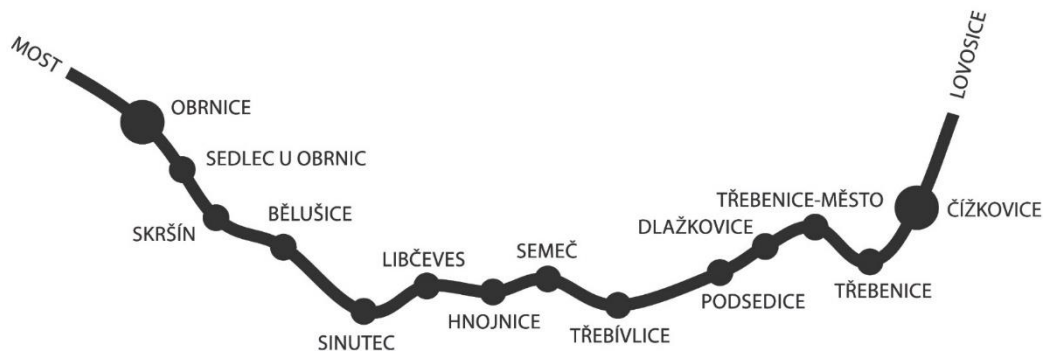 MOST
OBRNICE
SEDLEC U OBRNIC
SKRŠÍN
BĚLUŠICE
SINUTEC
LIBČEVES
HNOJNICE
SEMEČ
TŘEBÍVLICE
PODSEDICE
DLAŽKOVICE
TŘEBENICE-MĚSTO
TŘEBENICE
ČÍŽKOVICE
LOVOSICE